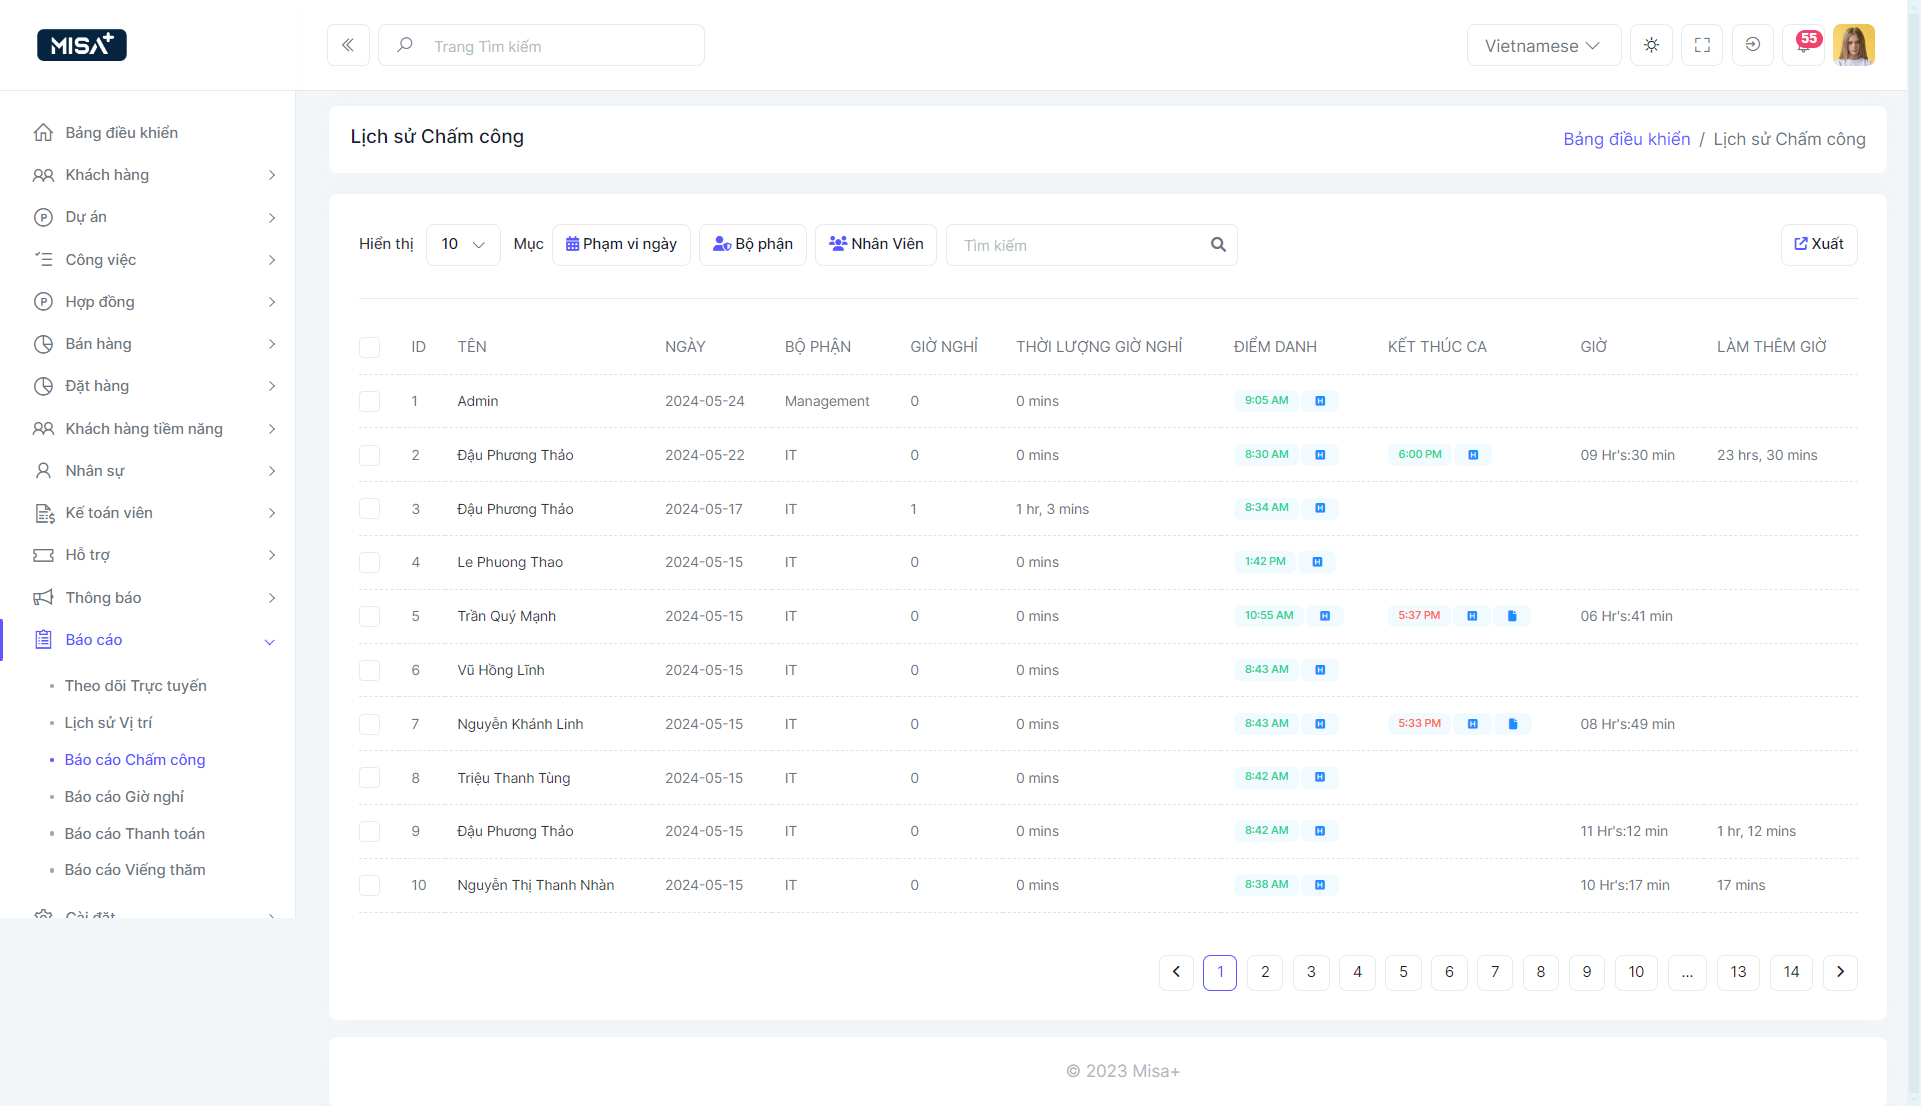 MISA+
Trang Tìm kiếm
Vietnamese
55
Bảng điều khiển
Khách hàng
Dự án
Công việc
Hợp đồng
Bán hàng
Đặt hàng
Khách hàng tiềm năng
Nhân sự
Kế toán viên
Hỗ trợ
Thông báo
Báo cáo
Theo dõi Trực tuyến
Lịch sử Vị trí
Báo cáo Chấm công
Báo cáo Giờ nghỉ
Báo cáo Thanh toán
Báo cáo Viếng thăm
Cài đặt
Lịch sử Chấm công
Bảng điều khiển / Lịch sử Chấm công
Hiển thị 10 Mục Phạm vi ngày Bộ phận Nhân Viên Tìm kiếm Xuất
ID TÊN NGÀY BỘ PHẬN GIỜ NGHỈ THỜI LƯỢNG GIỜ NGHỈ ĐIỂM DANH KẾT THÚC CA GIỜ LÀM THÊM GIỜ
1 Admin 2024-05-24 Management 0 0 mins 9:05 AM H
2 Đậu Phương Thảo 2024-05-22 IT 0 0 mins 8:30 AM H 6:00 PM H 09 Hr's:30 min 23 hrs, 30 mins
3 Đậu Phương Thảo 2024-05-17 IT 1 1 hr, 3 mins 8:34 AM H
4 Le Phuong Thao 2024-05-15 IT 0 0 mins 1:42 PM H
5 Trần Quý Mạnh 2024-05-15 IT 0 0 mins 10:55 AM H 5:37 PM H 06 Hr's:41 min
6 Vũ Hồng Lĩnh 2024-05-15 IT 0 0 mins 8:43 AM H
7 Nguyễn Khánh Linh 2024-05-15 IT 0 0 mins 8:43 AM H 5:33 PM H 08 Hr's:49 min
8 Triệu Thanh Tùng 2024-05-15 IT 0 0 mins 8:42 AM H
9 Đậu Phương Thảo 2024-05-15 IT 0 0 mins 8:42 AM H 11 Hr's:12 min 1 hr, 12 mins
10 Nguyễn Thị Thanh Nhàn 2024-05-15 IT 0 0 mins 8:38 AM H 10 Hr's:17 min 17 mins
1 2 3 4 5 6 7 8 9 10 ... 13 14
© 2023 Misa+